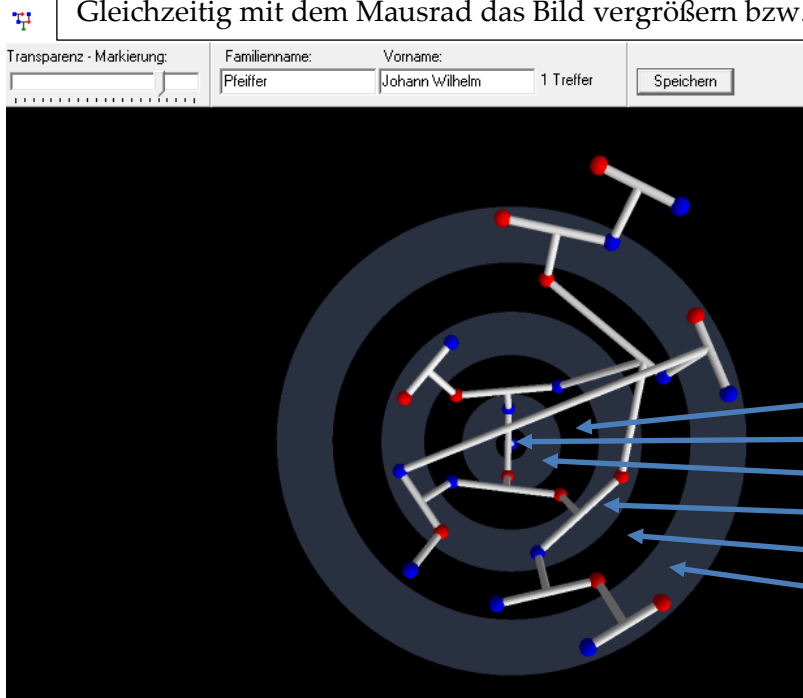 Gleichzeitig mit dem Mausrad das Bild vergrößern bzw.
Transparenz - Markierung: Familienname: Vorname:
Pfeiffer Johann Wilhelm 1 Treffer Speichern